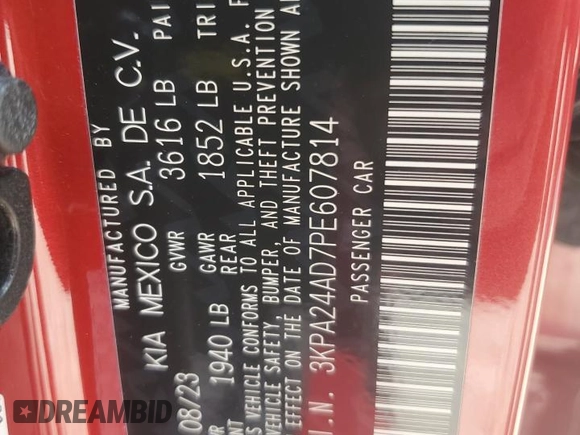 MANUFACTURED BY
KIA MEXICO S.A. DE C.V.
08/23 GVWR 3616 LB PAI
GAWR
1940 LB REAR 1852 LB TRI
VEHICLE CONFORMS TO ALL APPLICABLE U.S.A. F
VEHICLE SAFETY, BUMPER, AND THEFT PREVENTION
EFFECT ON THE DATE OF MANUFACTURE SHOWN A
I.N. 3KPA24AD7PE607814
PASSENGER CAR
DREAMBID